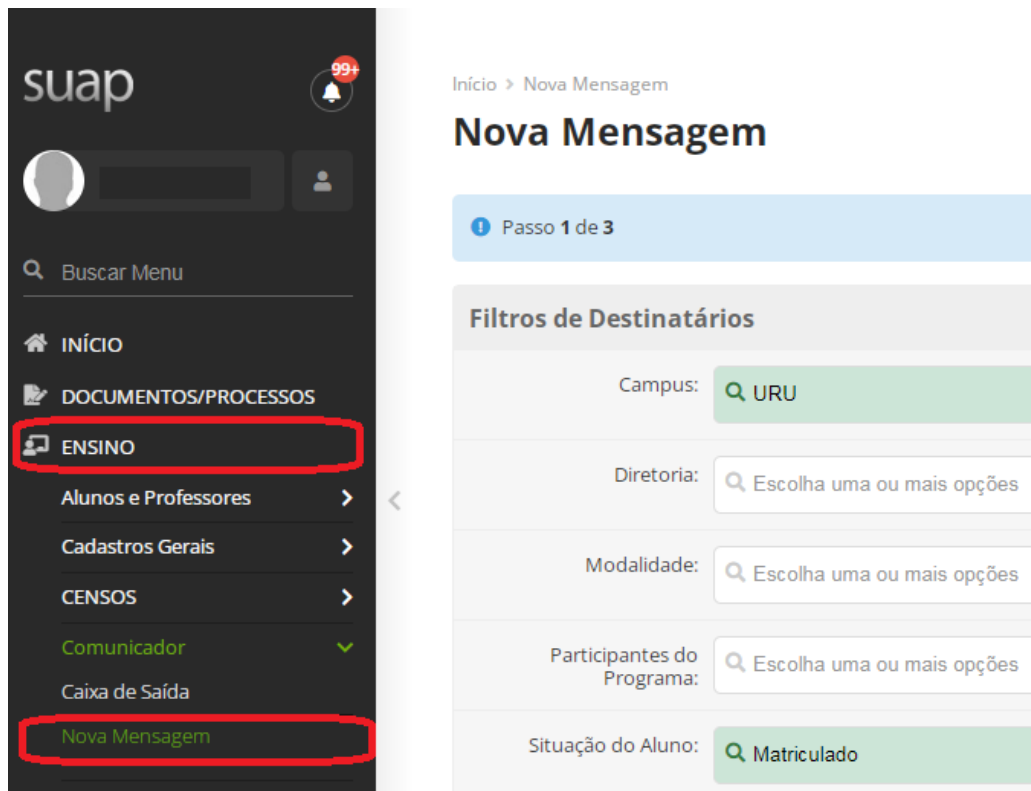 suap
99+
Buscar Menu
INÍCIO
DOCUMENTOS/PROCESSOS
ENSINO
Alunos e Professores
Cadastros Gerais
CENSOS
Comunicador
Caixa de Saída
Nova Mensagem
Início > Nova Mensagem
Nova Mensagem
Passo 1 de 3
Filtros de Destinatários
Campus: URU
Diretoria: Escolha uma ou mais opções
Modalidade: Escolha uma ou mais opções
Participantes do
Programa: Escolha uma ou mais opções
Situação do Aluno: Matriculado